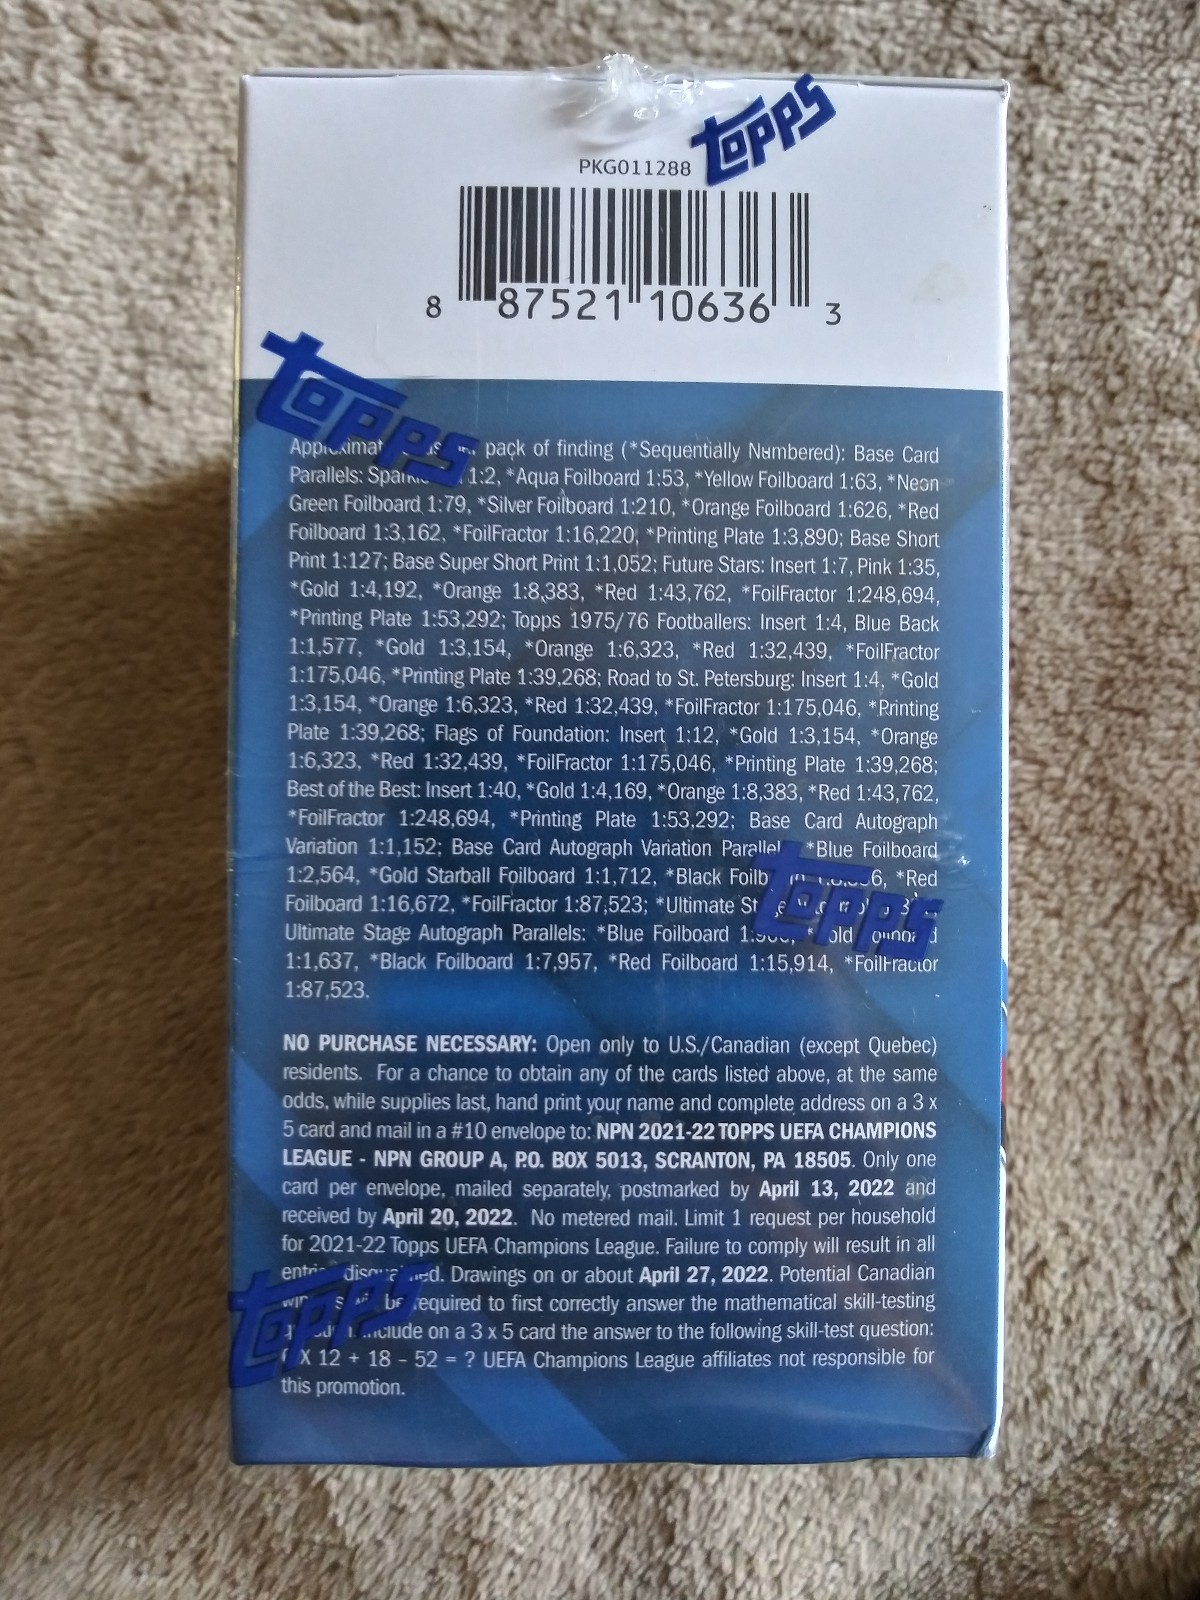 topps
PKG011288
8 87521 10636 3
topps
pack of finding (*Sequentially Numbered): Base Card
Parallels: 1:2, *Aqua Foilboard 1:53, *Yellow Foilboard 1:63, *Neon
Green Foilboard 1:79, *Silver Foilboard 1:210, *Orange Foilboard 1:626, *Red
Foilboard 1:3,162, *FoilFractor 1:16,220; *Printing Plate 1:3,890; Base Short
Print 1:127; Base Super Short Print 1:1,052; Future Stars: Insert 1:7, Pink 1:35,
*Gold 1:4,192, *Orange 1:8,383, *Red 1:43,762, *FoilFractor 1:248,694,
*Printing Plate 1:53,292; Topps 1975/76 Footballers: Insert 1:4, Blue Back
1:1,577, *Gold 1:3,154, *Orange 1:6,323, *Red 1:32,439, *FoilFractor
1:175,046, *Printing Plate 1:39,268; Road to St. Petersburg: Insert 1:4, *Gold
1:3,154, *Orange 1:6,323, *Red 1:32,439, *FoilFractor 1:175,046, *Printing
Plate 1:39,268; Flags of Foundation: Insert 1:12, *Gold 1:3,154, *Orange
1:6,323, *Red 1:32,439, *FoilFractor 1:175,046, *Printing Plate 1:39,268;
Best of the Best: Insert 1:40, *Gold 1:4,169, *Orange 1:8,383, *Red 1:43,762,
*FoilFractor 1:248,694, *Printing Plate 1:53,292; Base Card Autograph
Variation 1:1,152; Base Card Autograph Variation Parallel *Blue Foilboard
1:2,564, *Gold Starball Foilboard 1:1,712, *Black *Red
Foilboard 1:16,672, *FoilFractor 1:87,523; *Ultimate
topps
Ultimate Stage Autograph Parallels: *Blue Foilboard
1:1,637, *Black Foilboard 1:7,957, *Red Foilboard 1:15,914, *FoilFractor
1:87,523.
NO PURCHASE NECESSARY: Open only to U.S./Canadian (except Quebec)
residents. For a chance to obtain any of the cards listed above, at the same
odds, while supplies last, hand print your name and complete address on a 3 x
5 card and mail in a #10 envelope to: NPN 2021-22 TOPPS UEFA CHAMPIONS
LEAGUE - NPN GROUP A, P.O. BOX 5013, SCRANTON, PA 18505. Only one
card per envelope, mailed separately, postmarked by April 13, 2022 and
received by April 20, 2022. No metered mail. Limit 1 request per household
for 2021-22 Topps UEFA Champions League. Failure to comply will result in all
Drawings on or about April 27, 2022. Potential Canadian
be required to first correctly answer the mathematical skill-testing
include on a 3 x 5 card the answer to the following skill-test question:
topps
X 12 + 18 - 52 = ? UEFA Champions League affiliates not responsible for
this promotion.